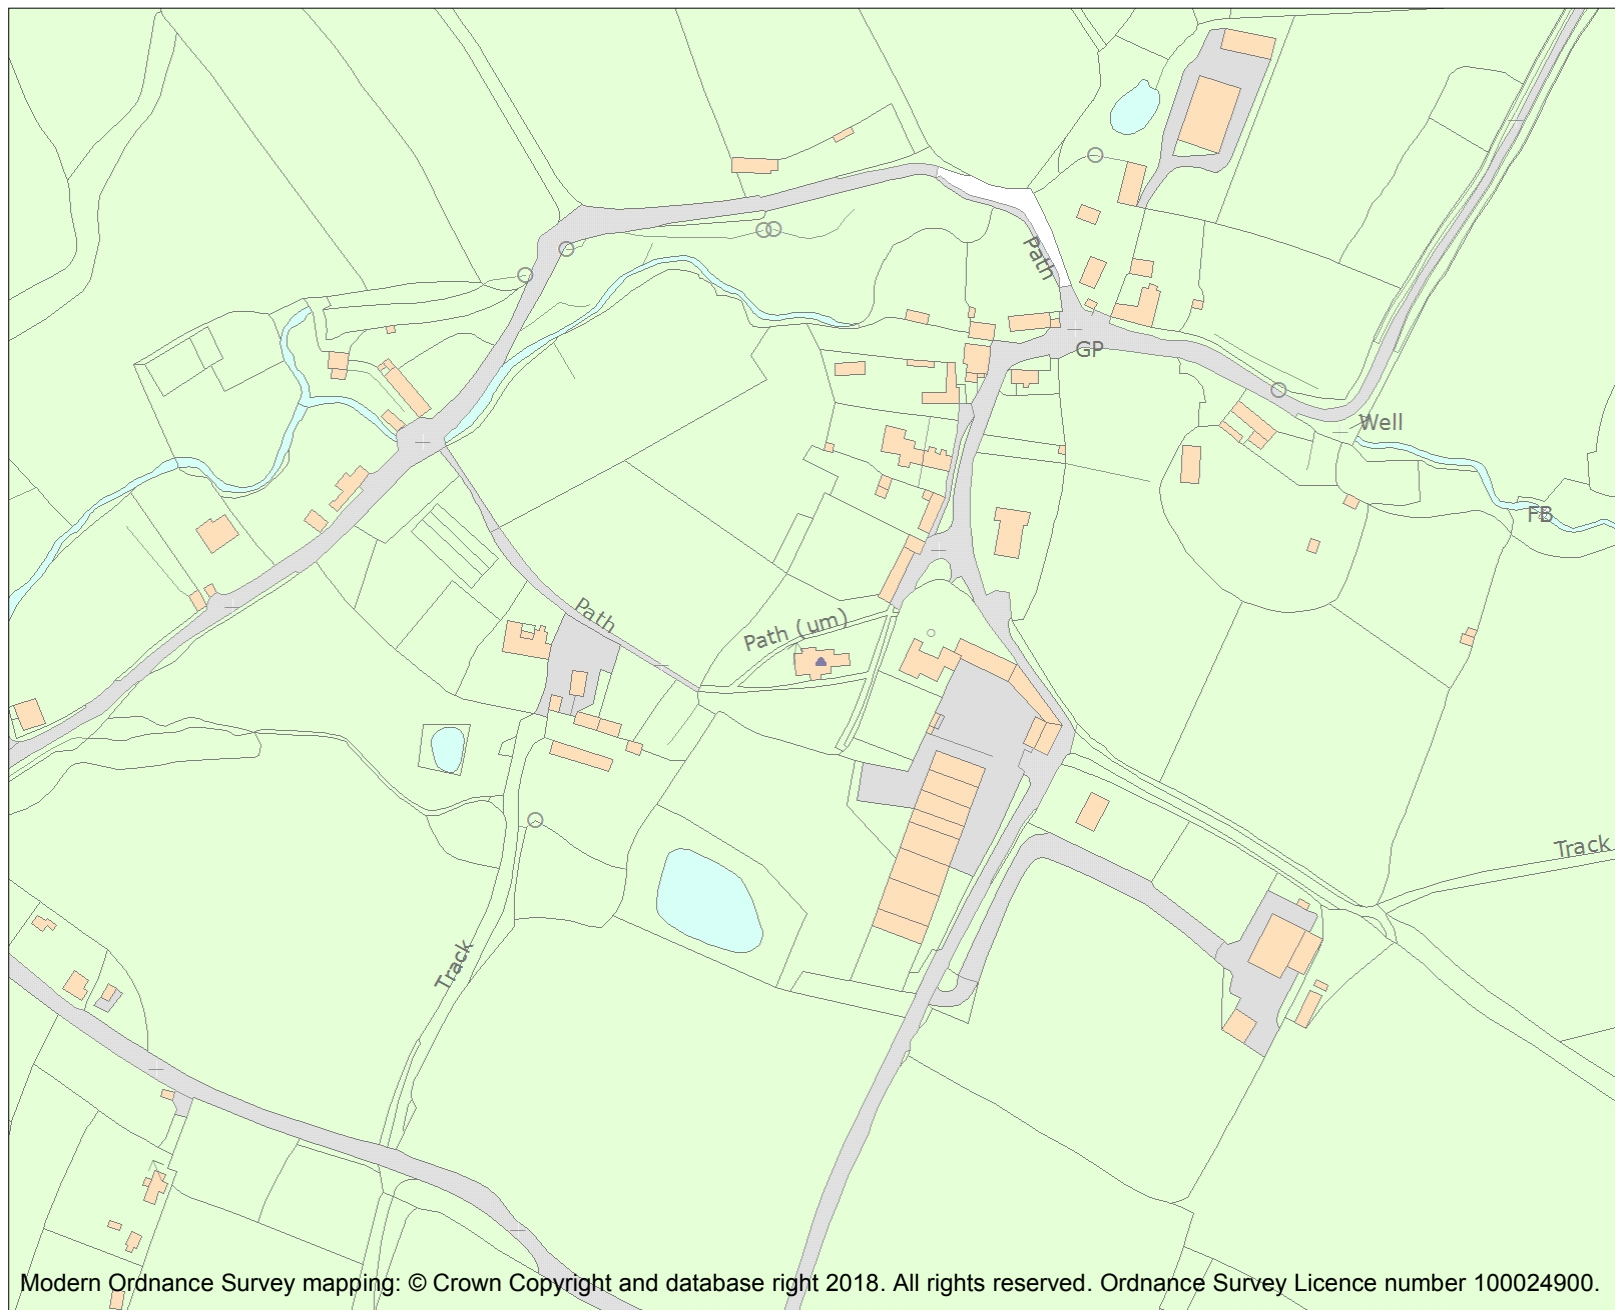 Path
GP
Well
FB
Path
Path (um)
Track
Track
Modern Ordnance Survey mapping: © Crown Copyright and database right 2018. All rights reserved. Ordnance Survey Licence number 100024900.